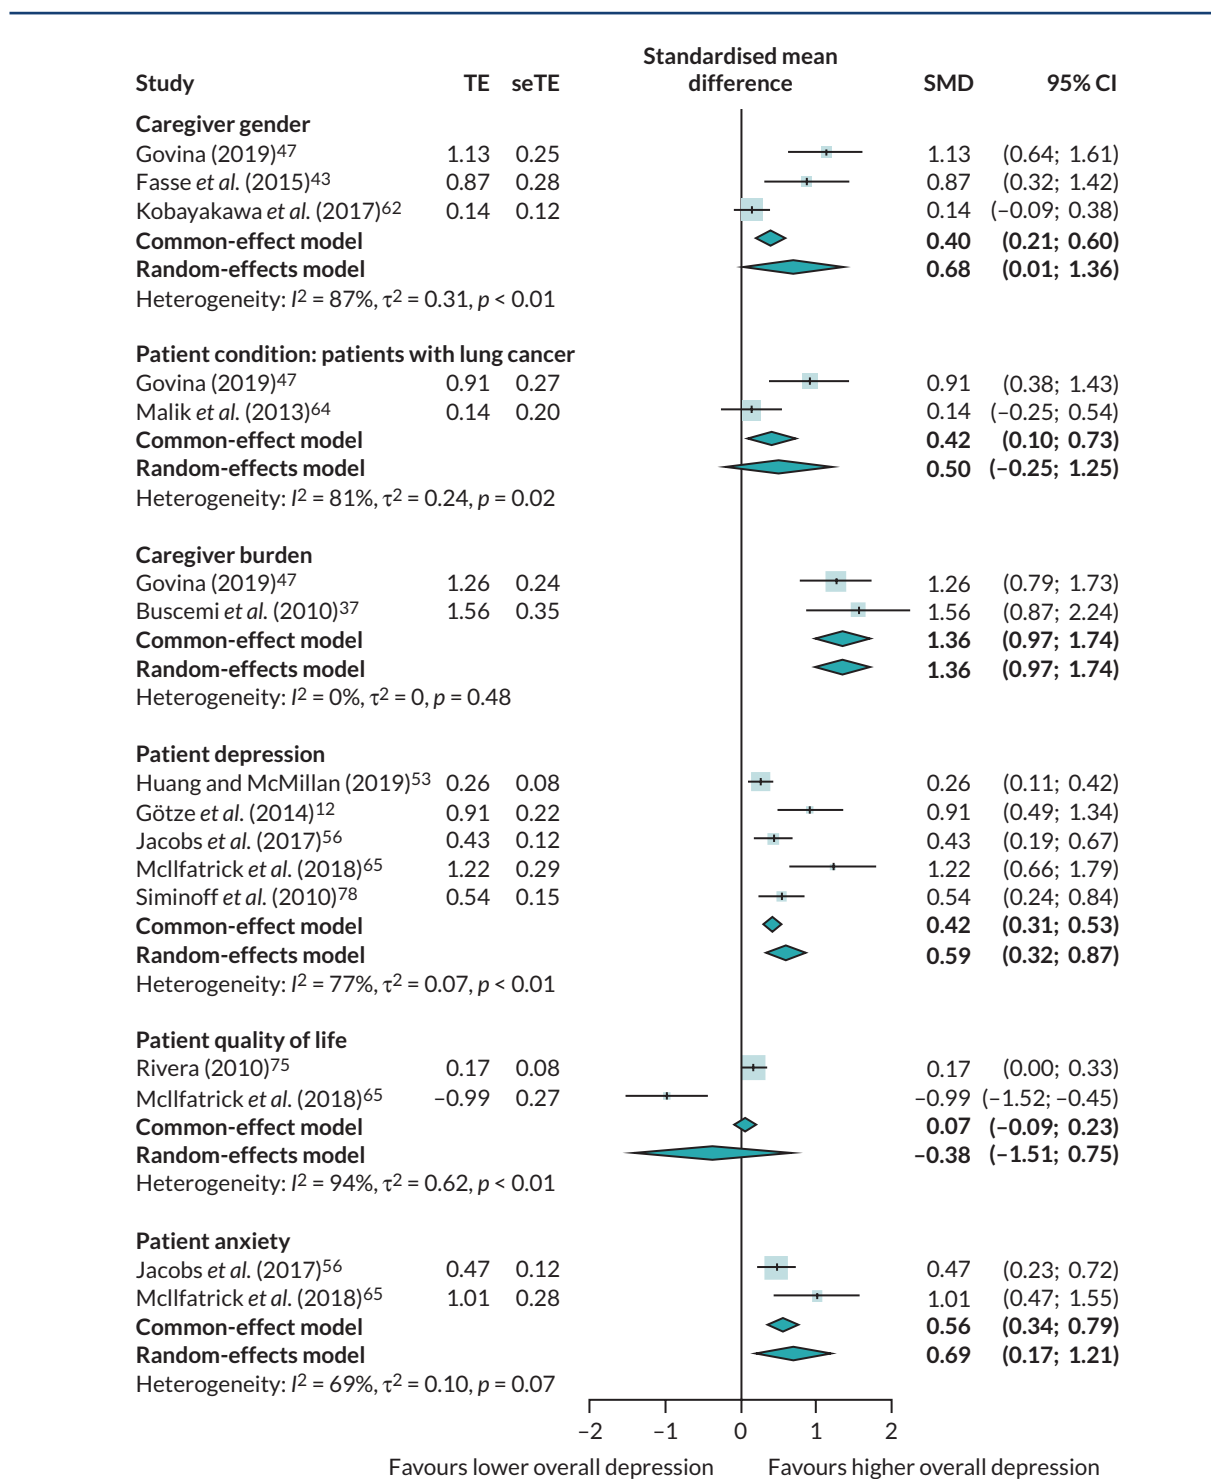 Standardised mean
Study TE seTE difference SMD 95% CI
Caregiver gender
Govina (2019)47 1.13 0.25 1.13 (0.64; 1.61)
Fasse et al. (2015)43 0.87 0.28 0.87 (0.32; 1.42)
Kobayakawa et al. (2017)62 0.14 0.12 0.14 (−0.09; 0.38)
Common-effect model 0.40 (0.21; 0.60)
Random-effects model 0.68 (0.01; 1.36)
Heterogeneity: I2 = 87%, τ2 = 0.31, p < 0.01
Patient condition: patients with lung cancer
Govina (2019)47 0.91 0.27 0.91 (0.38; 1.43)
Malik et al. (2013)64 0.14 0.20 0.14 (−0.25; 0.54)
Common-effect model 0.42 (0.10; 0.73)
Random-effects model 0.50 (−0.25; 1.25)
Heterogeneity: I2 = 81%, τ2 = 0.24, p = 0.02
Caregiver burden
Govina (2019)47 1.26 0.24 1.26 (0.79; 1.73)
Buscemi et al. (2010)37 1.56 0.35 1.56 (0.87; 2.24)
Common-effect model 1.36 (0.97; 1.74)
Random-effects model 1.36 (0.97; 1.74)
Heterogeneity: I2 = 0%, τ2 = 0, p = 0.48
Patient depression
Huang and McMillan (2019)53 0.26 0.08 0.26 (0.11; 0.42)
Götze et al. (2014)12 0.91 0.22 0.91 (0.49; 1.34)
Jacobs et al. (2017)56 0.43 0.12 0.43 (0.19; 0.67)
McIlfatrick et al. (2018)65 1.22 0.29 1.22 (0.66; 1.79)
Siminoff et al. (2010)78 0.54 0.15 0.54 (0.24; 0.84)
Common-effect model 0.42 (0.31; 0.53)
Random-effects model 0.59 (0.32; 0.87)
Heterogeneity: I2 = 77%, τ2 = 0.07, p < 0.01
Patient quality of life
Rivera (2010)75 0.17 0.08 0.17 (0.00; 0.33)
McIlfatrick et al. (2018)65 −0.99 0.27 −0.99 (−1.52; −0.45)
Common-effect model 0.07 (−0.09; 0.23)
Random-effects model −0.38 (−1.51; 0.75)
Heterogeneity: I2 = 94%, τ2 = 0.62, p < 0.01
Patient anxiety
Jacobs et al. (2017)56 0.47 0.12 0.47 (0.23; 0.72)
McIlfatrick et al. (2018)65 1.01 0.28 1.01 (0.47; 1.55)
Common-effect model 0.56 (0.34; 0.79)
Random-effects model 0.69 (0.17; 1.21)
Heterogeneity: I2 = 69%, τ2 = 0.10, p = 0.07
−2 −1 0 1 2
Favours lower overall depression Favours higher overall depression